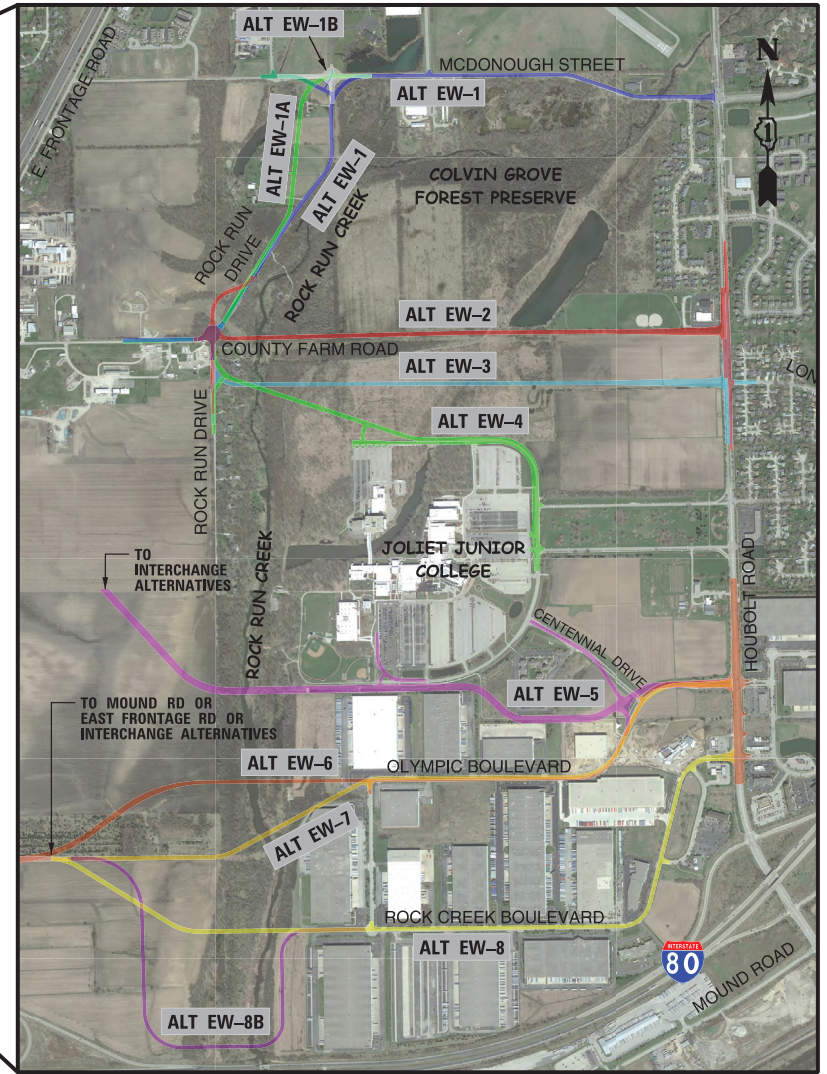 ALT EW–1B
E. FRONTAGE ROAD
MCDONOUGH STREET
N
1
ALT EW–1
ALT EW–1A
ALT EW–1
COLVIN GROVE
FOREST PRESERVE
ROCK RUN
DRIVE
ROCK RUN CREEK
ALT EW–2
COUNTY FARM ROAD
ALT EW–3
ALT EW–4
ROCK RUN DRIVE
JOLIET JUNIOR
COLLEGE
TO
INTERCHANGE
ALTERNATIVES
ROCK RUN CREEK
HOUBOLT ROAD
CENTENNIAL DRIVE
ALT EW–5
TO MOUND RD OR
EAST FRONTAGE RD OR
INTERCHANGE ALTERNATIVES
ALT EW–6
OLYMPIC BOULEVARD
ALT EW–7
ROCK CREEK BOULEVARD
ALT EW–8
INTERSTATE
80
MOUND ROAD
ALT EW–8B